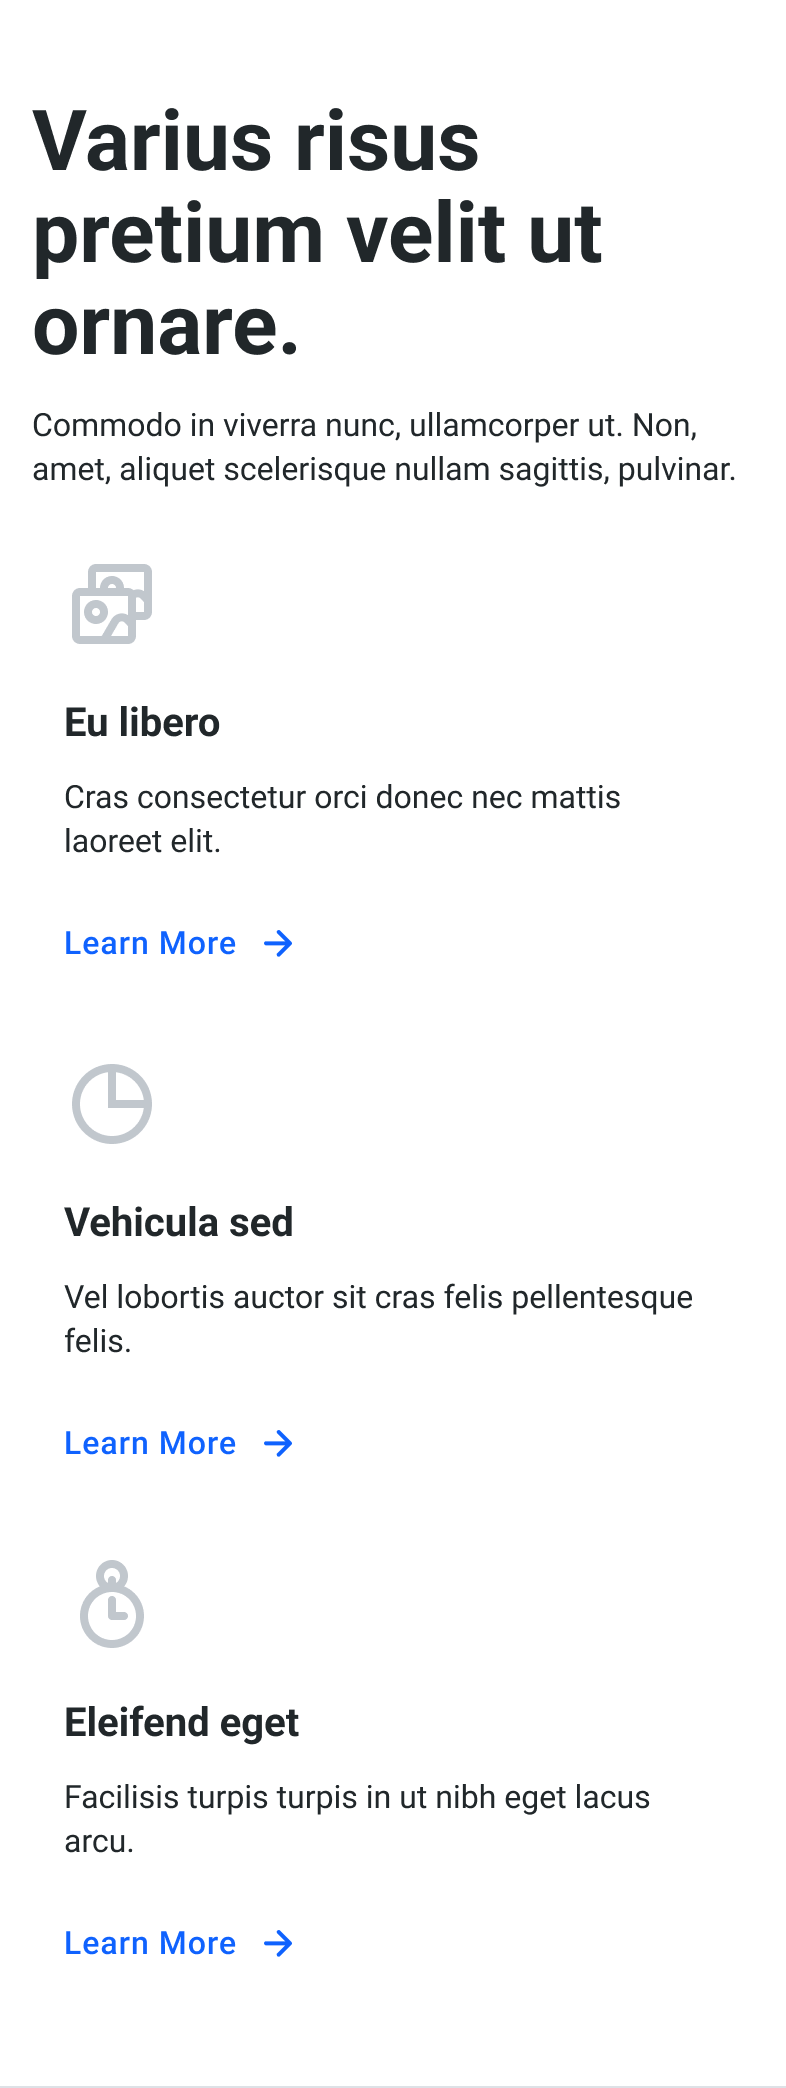 Varius risus
pretium velit ut
ornare.
Commodo in viverra nunc, ullamcorper ut. Non,
amet, aliquet scelerisque nullam sagittis, pulvinar.
Eu libero
Cras consectetur orci donec nec mattis
laoreet elit.
Learn More
Vehicula sed
Vel lobortis auctor sit cras felis pellentesque
felis.
Learn More
Eleifend eget
Facilisis turpis turpis in ut nibh eget lacus
arcu.
Learn More